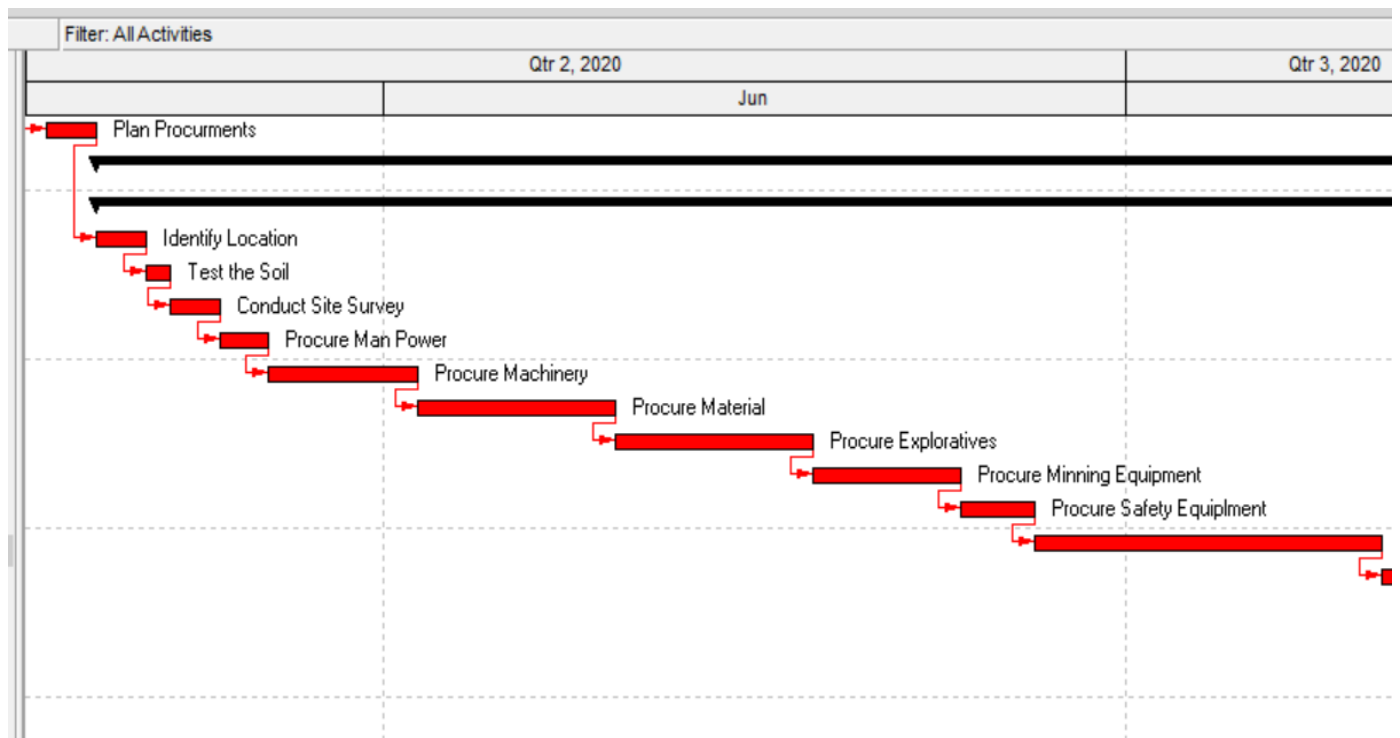 Filter: All Activities
Qtr 2, 2020
Qtr 3, 2020
Jun
Plan Procurments
Identify Location
Test the Soil
Conduct Site Survey
Procure Man Power
Procure Machinery
Procure Material
Procure Exploratives
Procure Minning Equipment
Procure Safety Equiplment